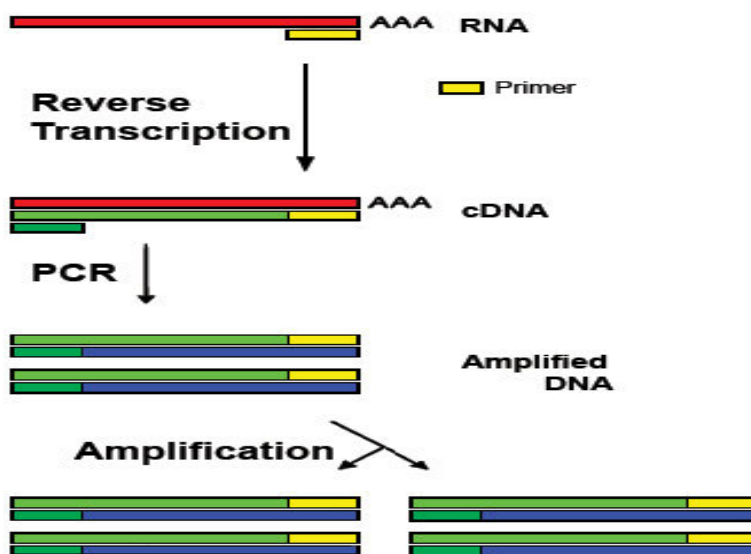 AAA RNA
Primer
Reverse
Transcription
AAA cDNA
PCR
Amplified
DNA
Amplification